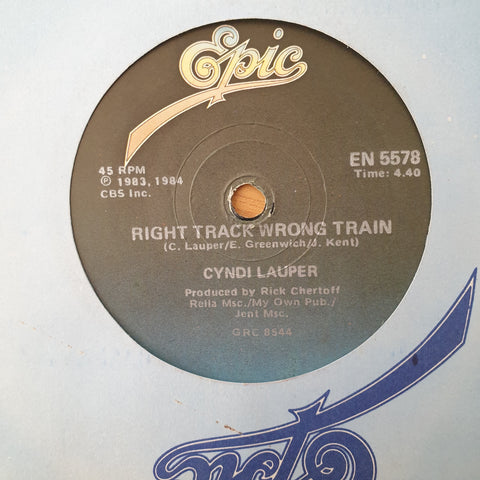 Epic
45 RPM
℗ 1983, 1984
CBS Inc.
EN 5578
Time: 4.40
RIGHT TRACK WRONG TRAIN
(C. Lauper/E. Greenwich/J. Kent)
CYNDI LAUPER
Produced by Rick Chertoff
Rella Msc./My Own Pub./
Jent Msc.
GRC 8544
Epic